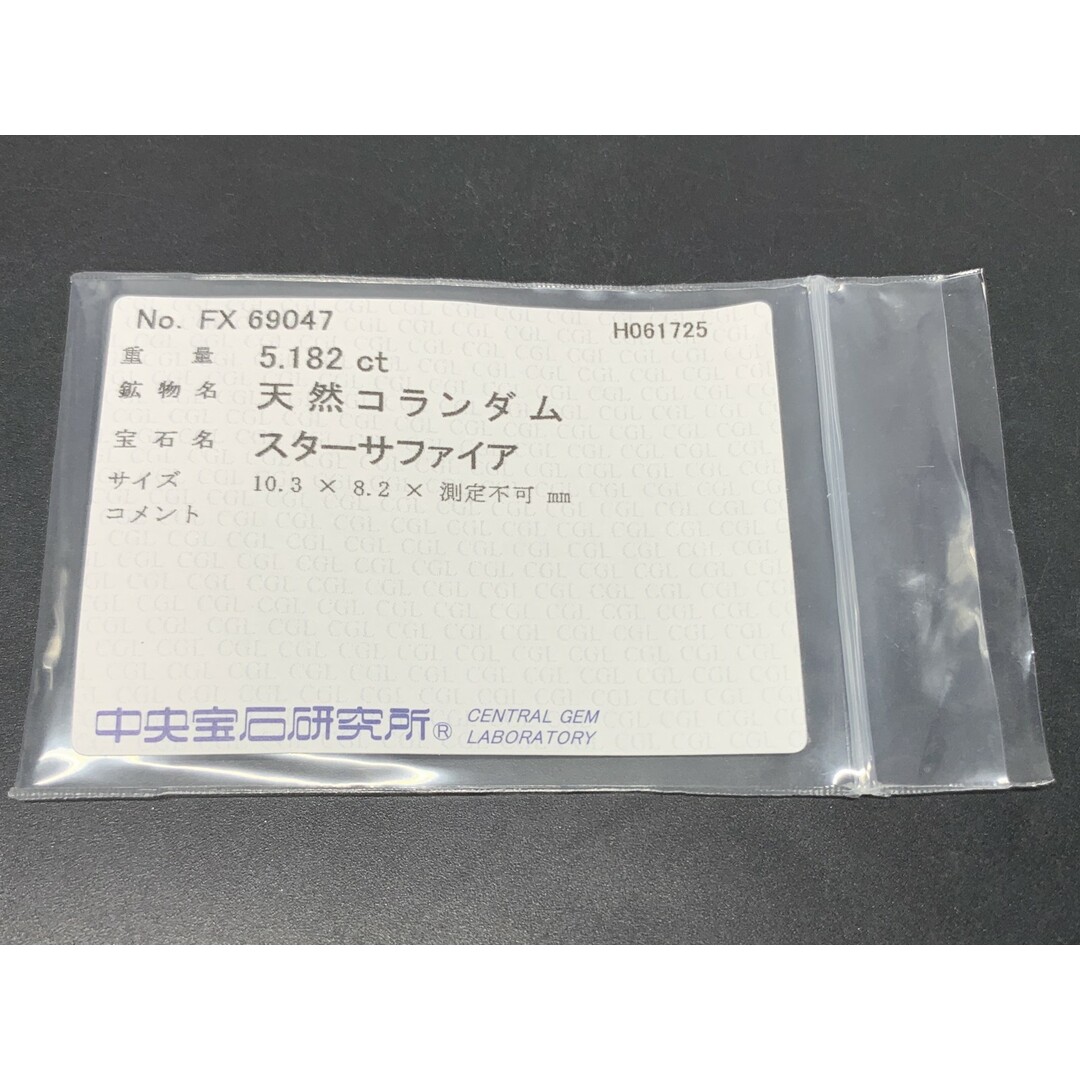 No. FX 69047 H061725
重 量 5.182 ct
鉱物名 天然コランダム
宝石名 スターサファイア
サイズ 10.3 × 8.2 × 測定不可 mm
コメント
中央宝石研究所® CENTRAL GEM LABORATORY